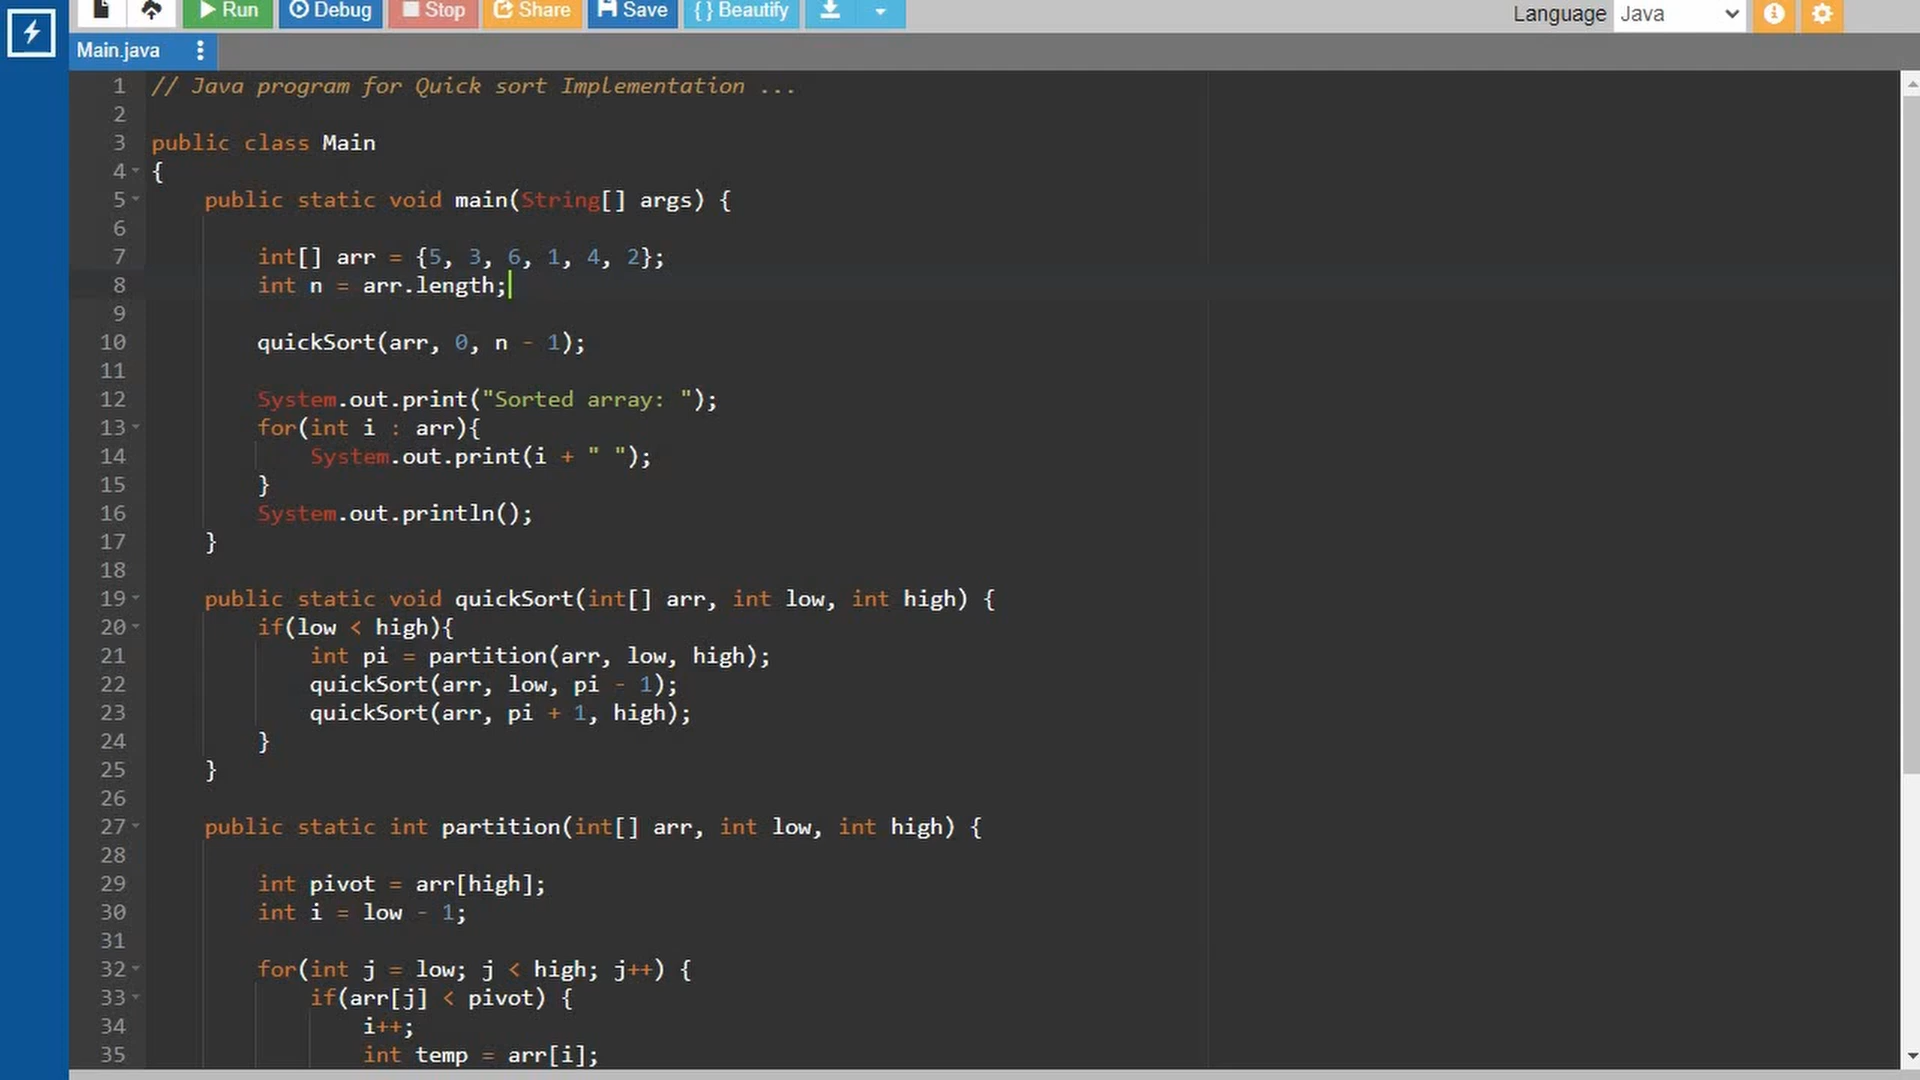 Run Debug Stop Share Save { } Beautify Language Java
Main.java
1 // Java program for Quick sort Implementation ...
2
3 public class Main
4 {
5     public static void main(String[] args) {
6
7         int[] arr = {5, 3, 6, 1, 4, 2};
8         int n = arr.length;
9
10         quickSort(arr, 0, n - 1);
11
12         System.out.print("Sorted array: ");
13         for(int i : arr){
14             System.out.print(i + " ");
15         }
16         System.out.println();
17     }
18
19     public static void quickSort(int[] arr, int low, int high) {
20         if(low < high){
21             int pi = partition(arr, low, high);
22             quickSort(arr, low, pi - 1);
23             quickSort(arr, pi + 1, high);
24         }
25     }
26
27     public static int partition(int[] arr, int low, int high) {
28
29         int pivot = arr[high];
30         int i = low - 1;
31
32         for(int j = low; j < high; j++) {
33             if(arr[j] < pivot) {
34                 i++;
35                 int temp = arr[i];